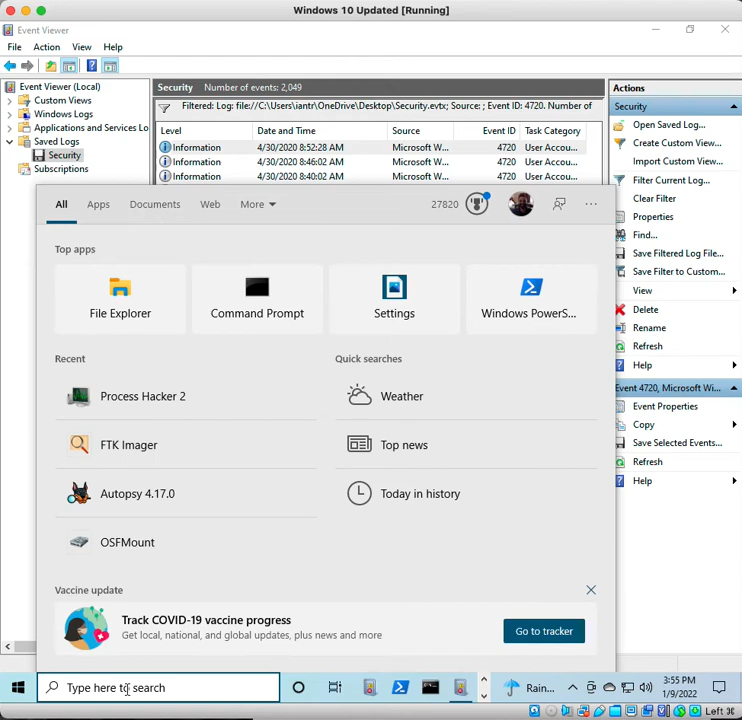 Windows 10 Updated [Running]
Event Viewer
File Action View Help
Event Viewer (Local)
Custom Views
Windows Logs
Applications and Services Lo
Saved Logs
Security
Subscriptions
Security Number of events: 2,049
Filtered: Log: file://C:\Users\iantr\OneDrive\Desktop\Security.evtx; Source: ; Event ID: 4720. Number of
Level Date and Time Source Event ID Task Category
Information 4/30/2020 8:52:28 AM Microsoft W... 4720 User Accou...
Information 4/30/2020 8:46:02 AM Microsoft W... 4720 User Accou...
Information 4/30/2020 8:40:02 AM Microsoft W... 4720 User Accou...
Actions
Security
Open Saved Log...
Create Custom View...
Import Custom View...
Filter Current Log...
Clear Filter
Properties
Find...
Save Filtered Log File...
Save Filter to Custom...
View
Delete
Rename
Refresh
Help
Event 4720, Microsoft Wi...
Event Properties
Copy
Save Selected Events...
Refresh
Help
All Apps Documents Web More 27820
Top apps
File Explorer Command Prompt Settings Windows PowerS...
Recent
Process Hacker 2
FTK Imager
Autopsy 4.17.0
OSFMount
Quick searches
Weather
Top news
Today in history
Vaccine update
Track COVID-19 vaccine progress
Get local, national, and global updates, plus news and more
Go to tracker
Type here to search
Rain...
3:55 PM
1/9/2022
Left ⌘